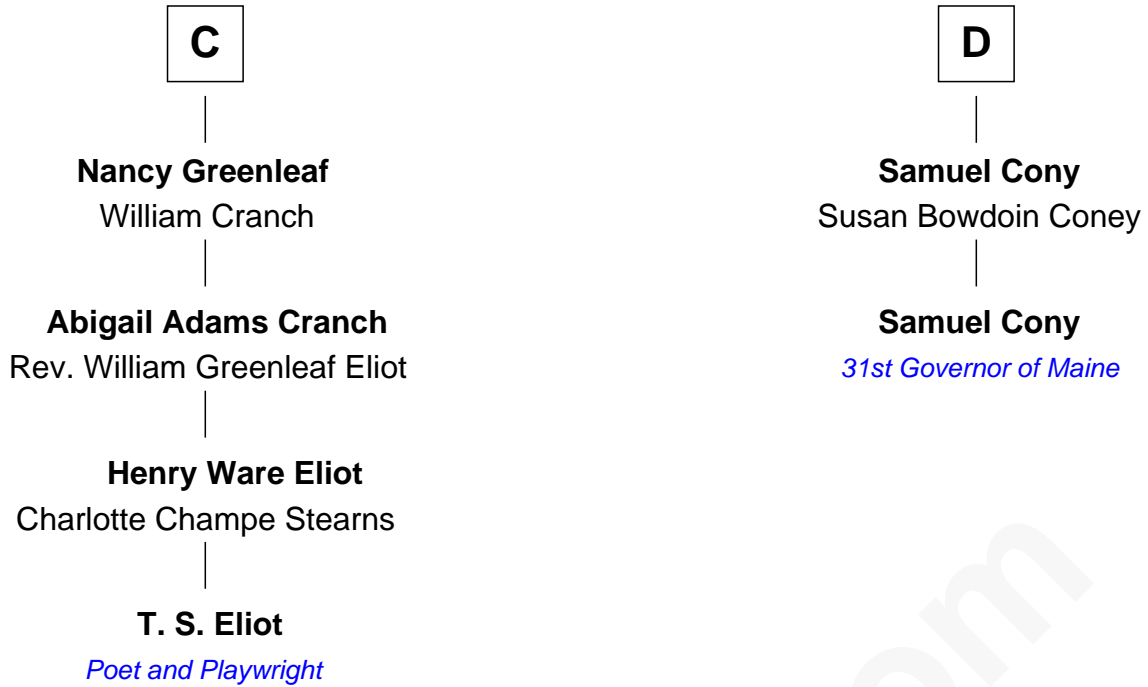 C
Nancy Greenleaf
William Cranch
Abigail Adams Cranch
Rev. William Greenleaf Eliot
Henry Ware Eliot
Charlotte Champe Stearns
T. S. Eliot
Poet and Playwright
D
Samuel Cony
Susan Bowdoin Coney
Samuel Cony
31st Governor of Maine
om